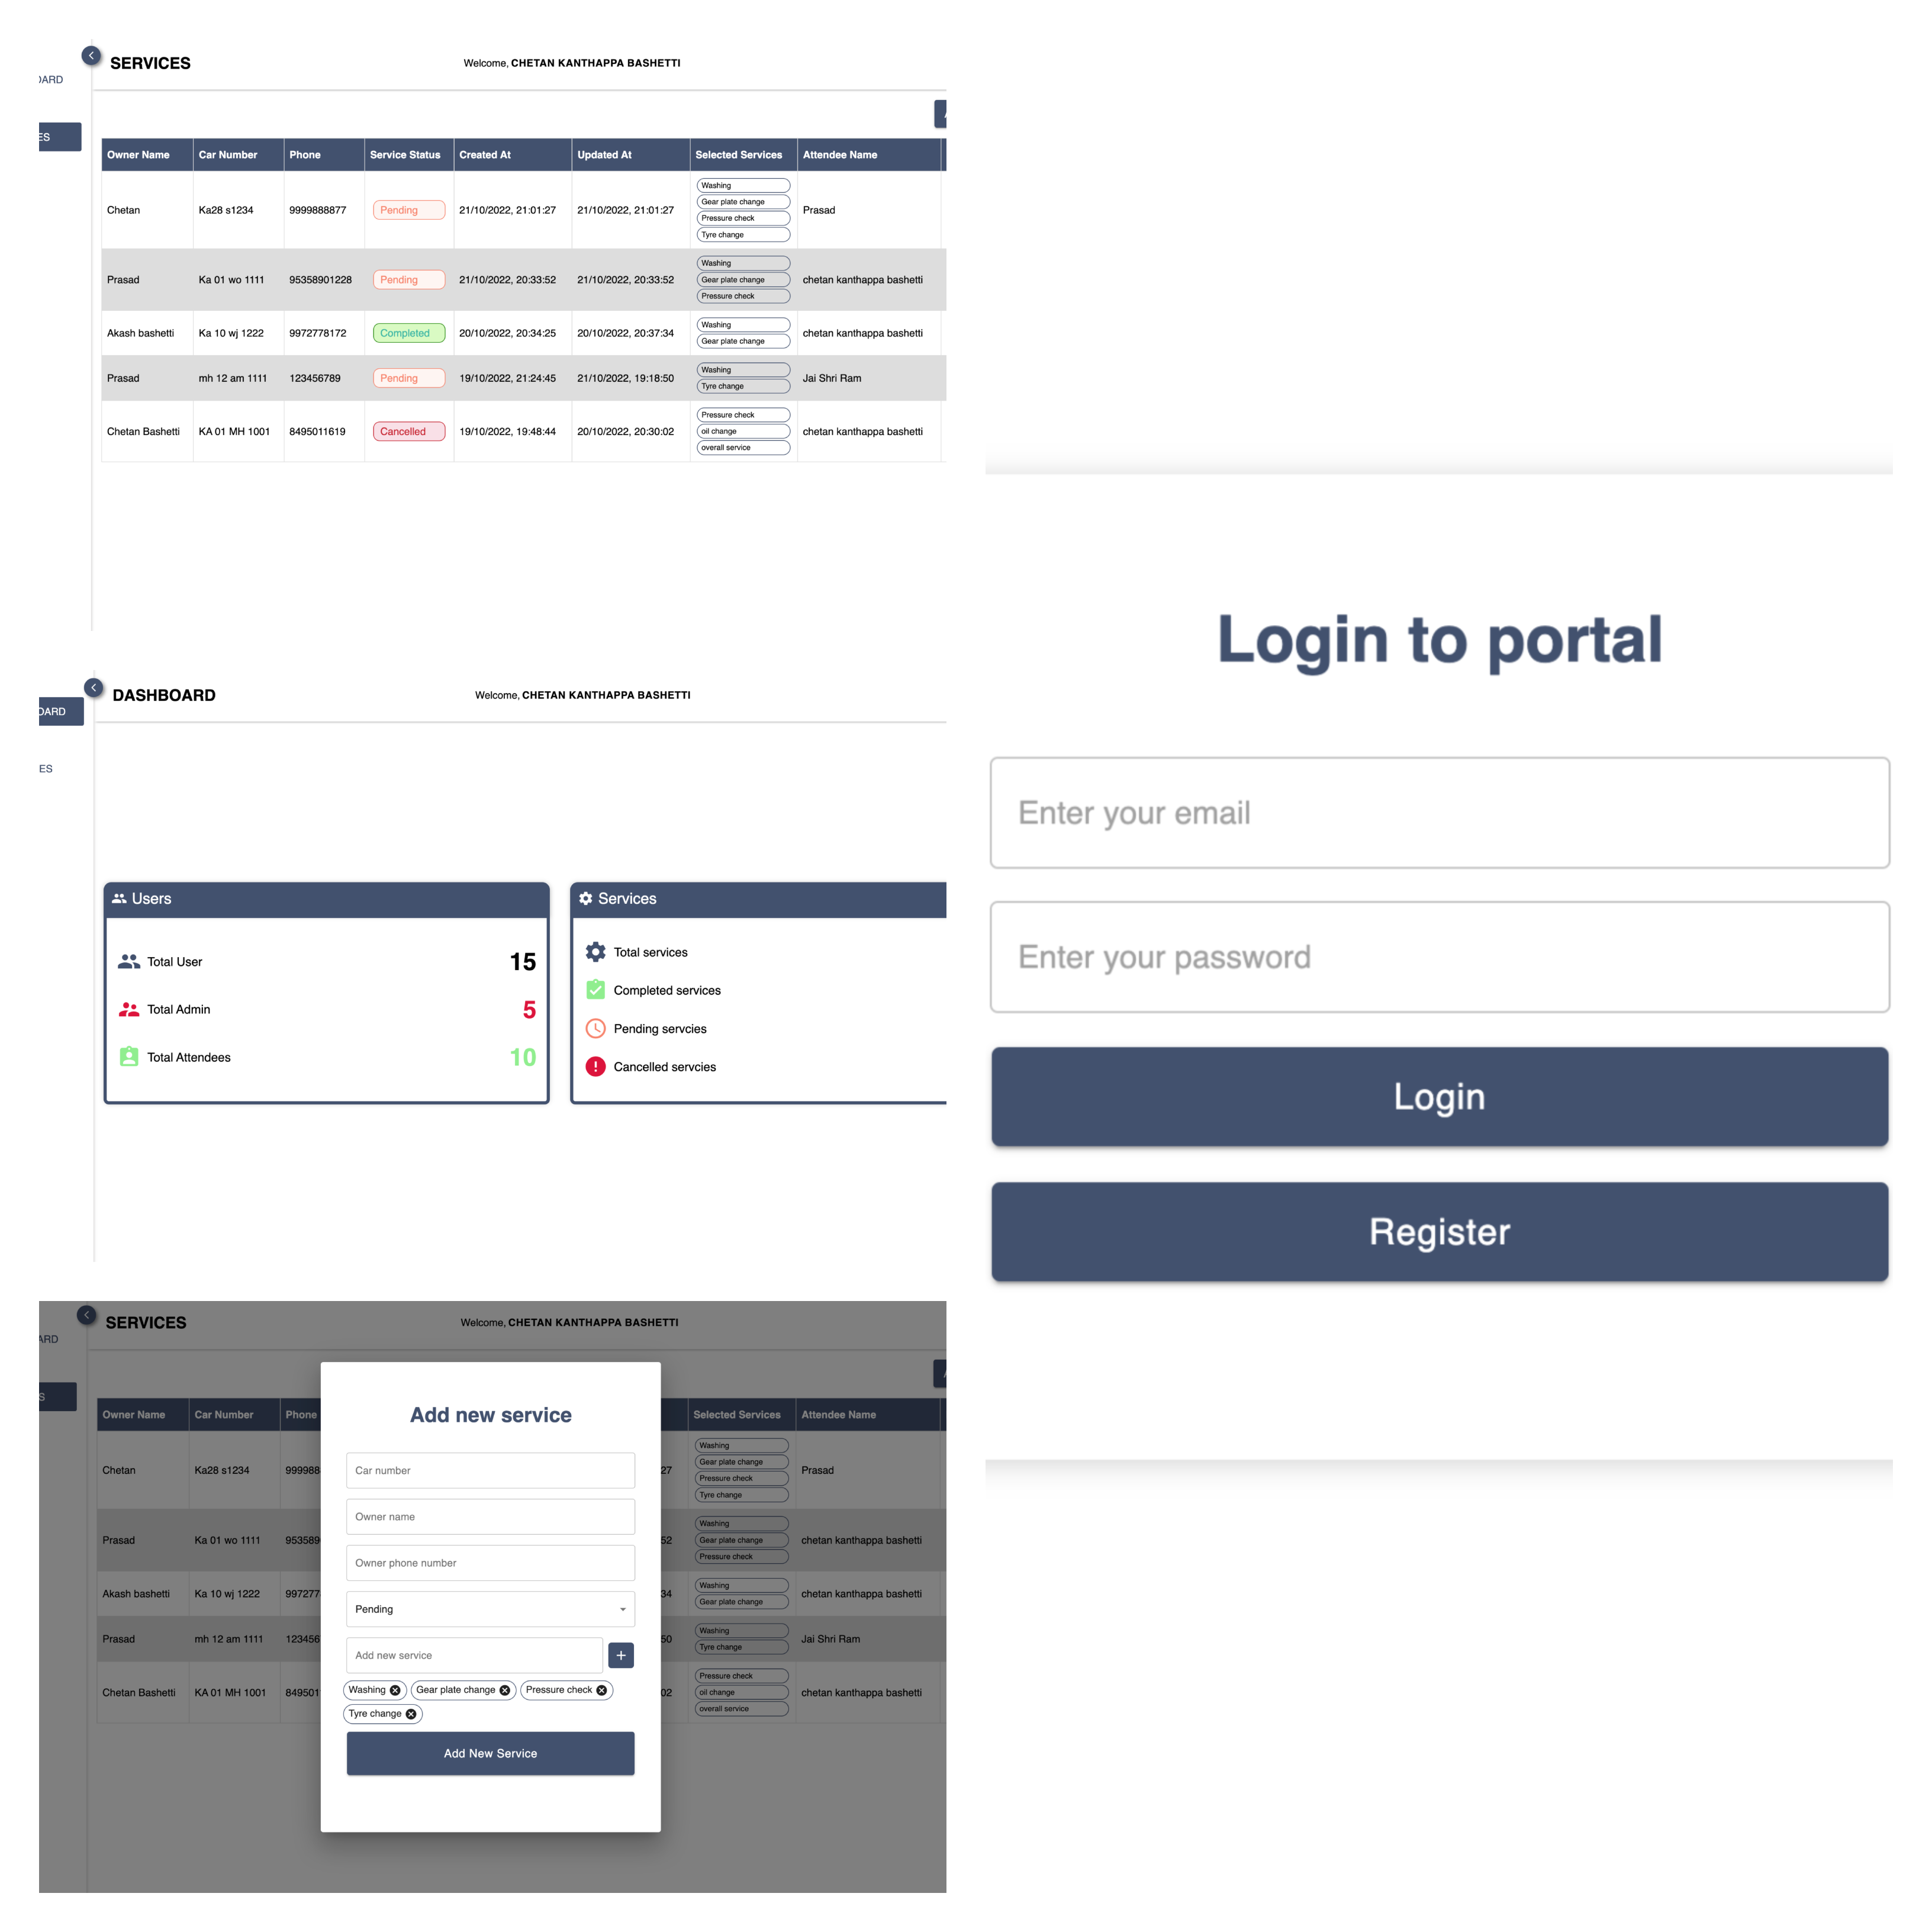 SERVICES
Welcome, CHETAN KANTHAPPA BASHETTI
OARD
ES
Owner Name Car Number Phone Service Status Created At Updated At Selected Services Attendee Name
Chetan Ka28 s1234 9999888877 Pending 21/10/2022, 21:01:27 21/10/2022, 21:01:27 Washing Gear plate change Pressure check Tyre change Prasad
Prasad Ka 01 wo 1111 95358901228 Pending 21/10/2022, 20:33:52 21/10/2022, 20:33:52 Washing Gear plate change Pressure check chetan kanthappa bashetti
Akash bashetti Ka 10 wj 1222 9972778172 Completed 20/10/2022, 20:34:25 20/10/2022, 20:37:34 Washing Gear plate change chetan kanthappa bashetti
Prasad mh 12 am 1111 123456789 Pending 19/10/2022, 21:24:45 21/10/2022, 19:18:50 Washing Tyre change Jai Shri Ram
Chetan Bashetti KA 01 MH 1001 8495011619 Cancelled 19/10/2022, 19:48:44 20/10/2022, 20:30:02 Pressure check oil change overall service chetan kanthappa bashetti
DASHBOARD
Welcome, CHETAN KANTHAPPA BASHETTI
OARD
ES
Users
Total User 15
Total Admin 5
Total Attendees 10
Services
Total services
Completed services
Pending servcies
Cancelled servcies
SERVICES
Welcome, CHETAN KANTHAPPA BASHETTI
ARD
S
Owner Name Car Number Phone Selected Services Attendee Name
Chetan Ka28 s1234 999988 27 Washing Gear plate change Pressure check Tyre change Prasad
Prasad Ka 01 wo 1111 953589 52 Washing Gear plate change Pressure check chetan kanthappa bashetti
Akash bashetti Ka 10 wj 1222 997277 34 Washing Gear plate change chetan kanthappa bashetti
Prasad mh 12 am 1111 123456 50 Washing Tyre change Jai Shri Ram
Chetan Bashetti KA 01 MH 1001 849501 02 Pressure check oil change overall service chetan kanthappa bashetti
Add new service
Car number
Owner name
Owner phone number
Pending
Add new service +
Washing Gear plate change Pressure check
Tyre change
Add New Service
Login to portal
Enter your email
Enter your password
Login
Register